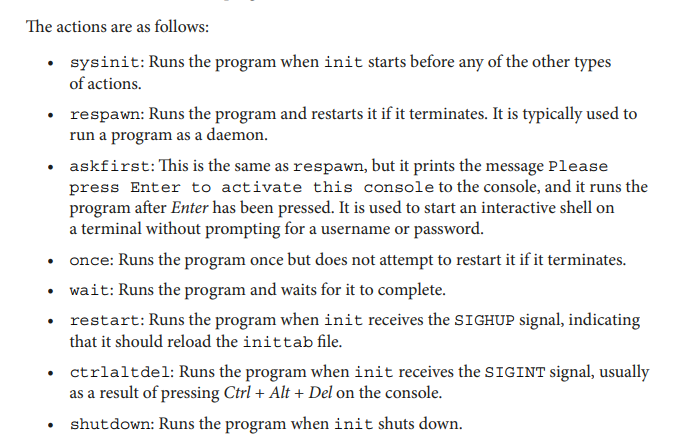 The actions are as follows:
• sysinit: Runs the program when init starts before any of the other types
of actions.
• respawn: Runs the program and restarts it if it terminates. It is typically used to
run a program as a daemon.
• askfirst: This is the same as respawn, but it prints the message Please
press Enter to activate this console to the console, and it runs the
program after Enter has been pressed. It is used to start an interactive shell on
a terminal without prompting for a username or password.
• once: Runs the program once but does not attempt to restart it if it terminates.
• wait: Runs the program and waits for it to complete.
• restart: Runs the program when init receives the SIGHUP signal, indicating
that it should reload the inittab file.
• ctrlaltdel: Runs the program when init receives the SIGINT signal, usually
as a result of pressing Ctrl + Alt + Del on the console.
• shutdown: Runs the program when init shuts down.